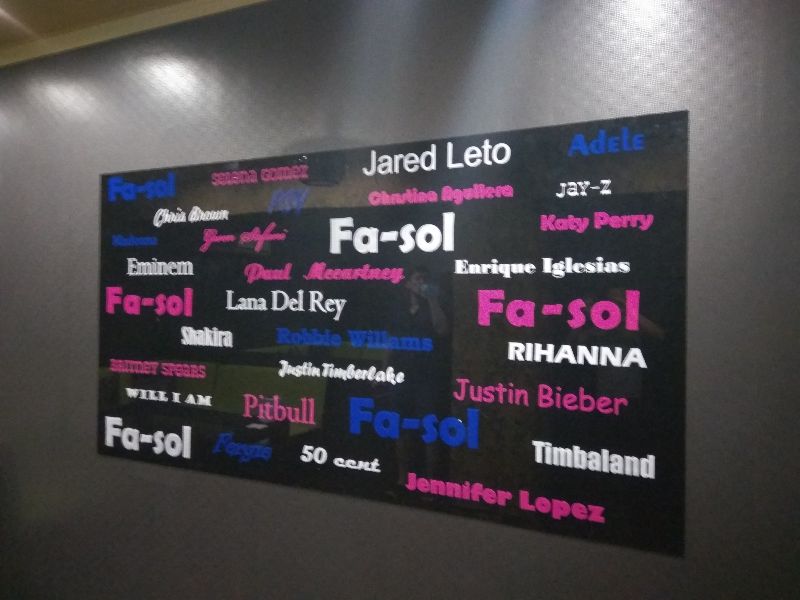 Jared Leto
Adele
Fa-sol
Selena Gomez
Christina Aguilera
Jay-Z
Chris Brown
Katy Perry
Madonna
Gwen Stefani
Fa-sol
Eminem
Paul Mccartney
Enrique Iglesias
Fa-sol
Lana Del Rey
Fa-sol
Shakira
Robbie Williams
RIHANNA
Britney Spears
Justin Timberlake
Justin Bieber
WILL I AM
Pitbull
Fa-sol
Fa-sol
Fergie
50 cent
Timbaland
Jennifer Lopez